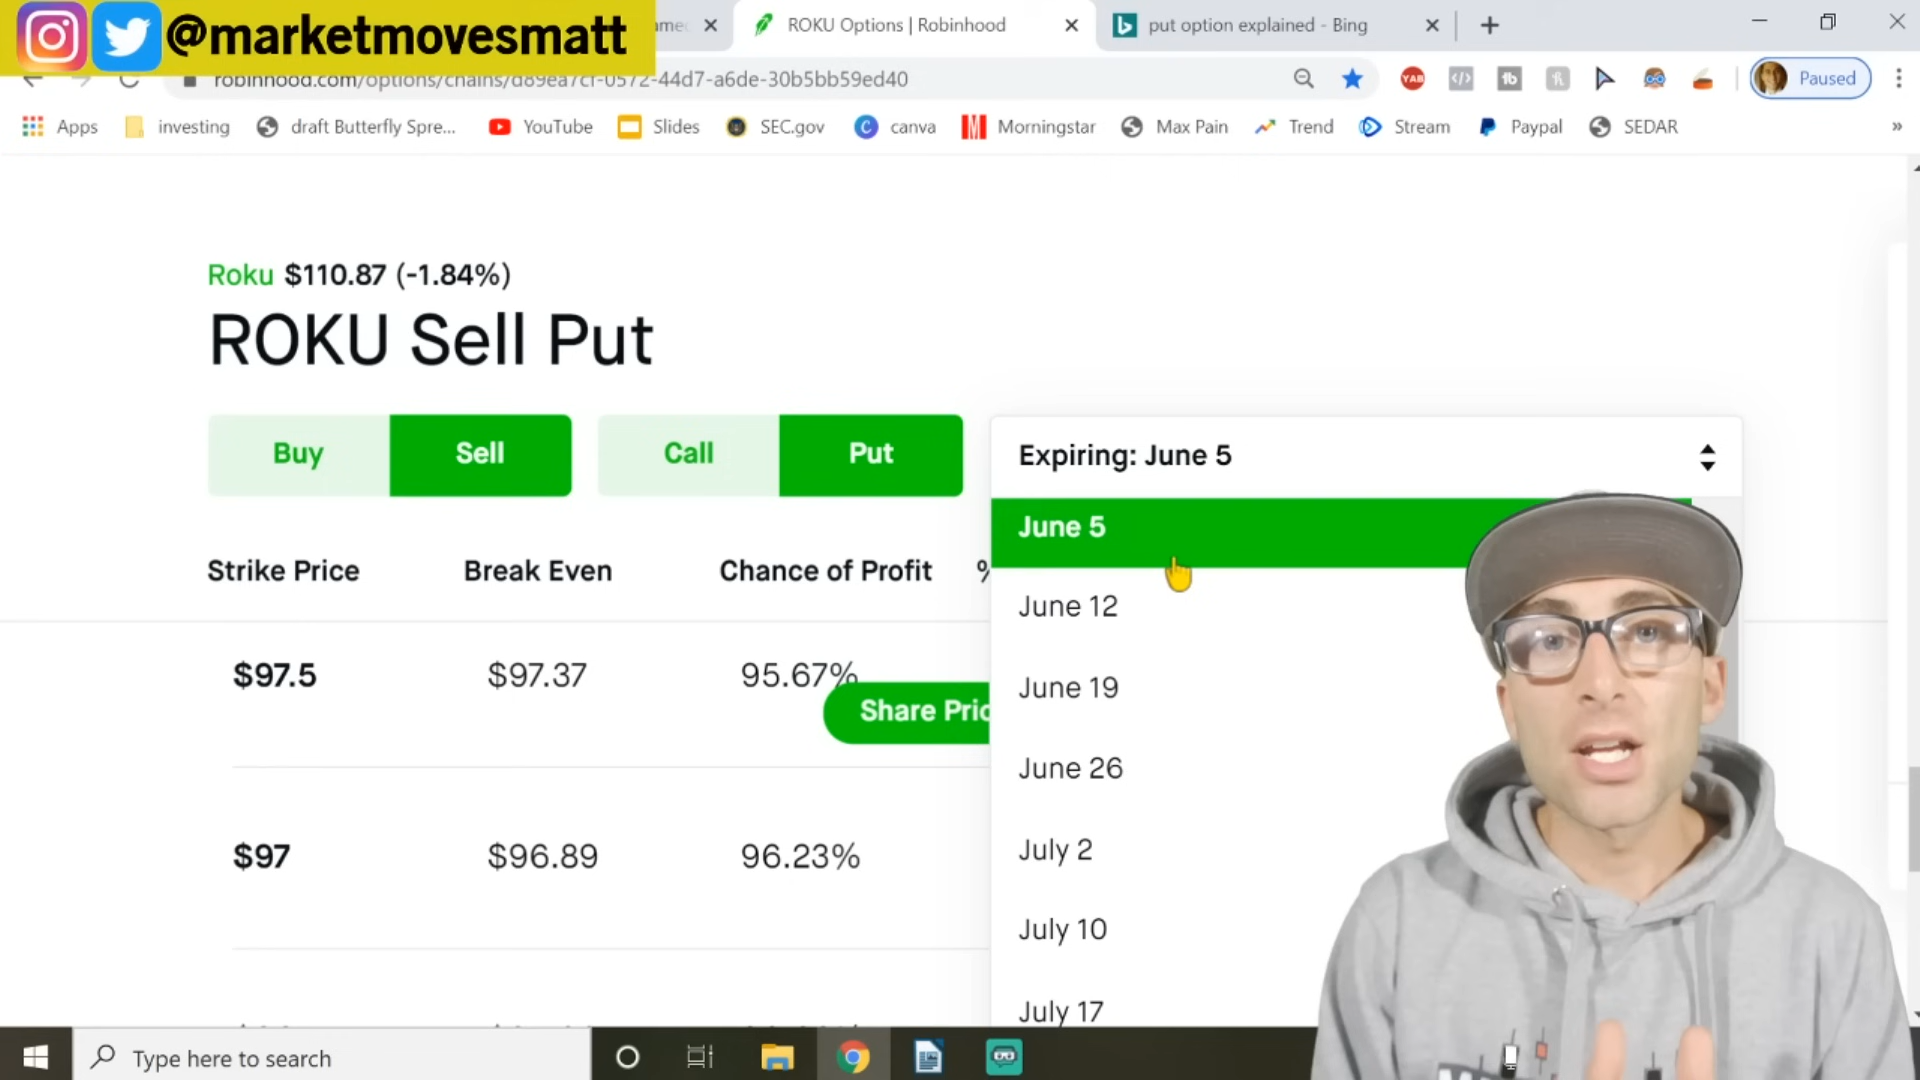 @marketmovesmatt
ROKU Options | Robinhood
put option explained - Bing
robinhood.com/options/chains/d89ea7cf-0572-44d7-a6de-30b5bb59ed40
YAB
Paused
Apps
investing
draft Butterfly Spre...
YouTube
Slides
SEC.gov
canva
Morningstar
Max Pain
Trend
Stream
Paypal
SEDAR
Roku $110.87 (-1.84%)
ROKU Sell Put
Buy
Sell
Call
Put
Expiring: June 5
June 5
Strike Price
Break Even
Chance of Profit
%
June 12
$97.5
$97.37
95.67%
June 19
Share Pric
June 26
$97
$96.89
96.23%
July 2
July 10
July 17
Type here to search